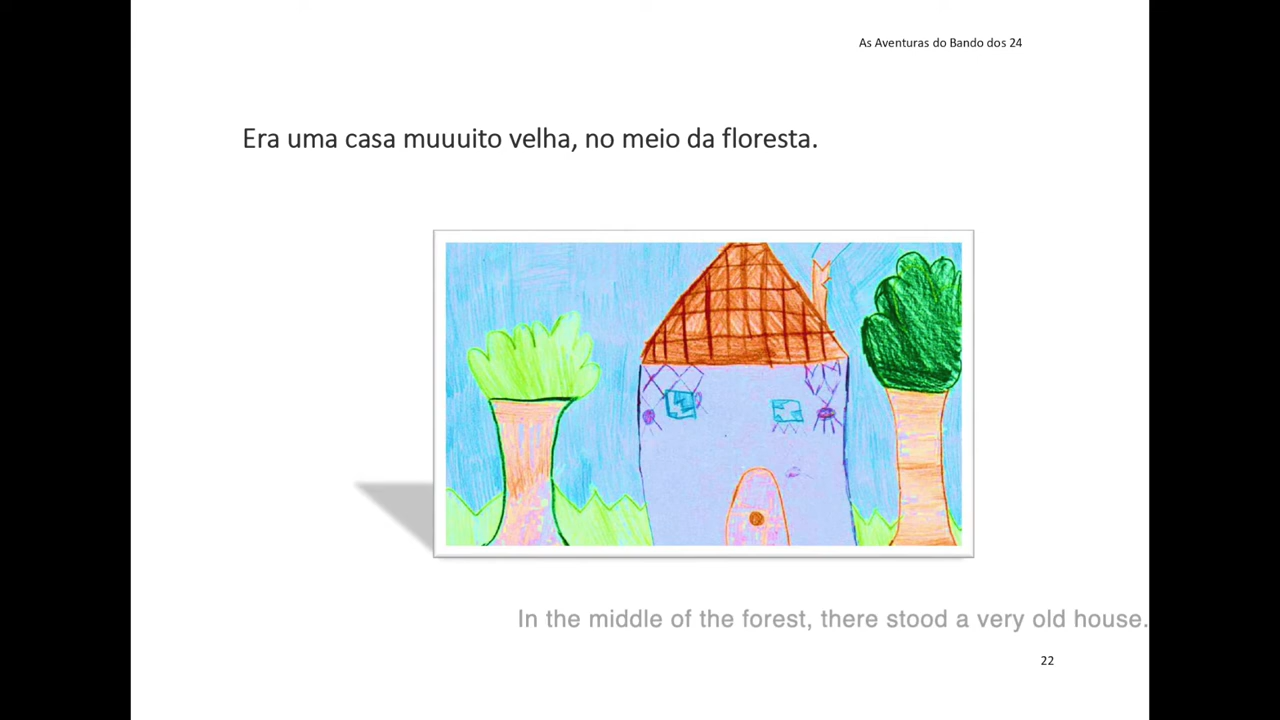 As Aventuras do Bando dos 24
Era uma casa muuuito velha, no meio da floresta.
In the middle of the forest, there stood a very old house.
22